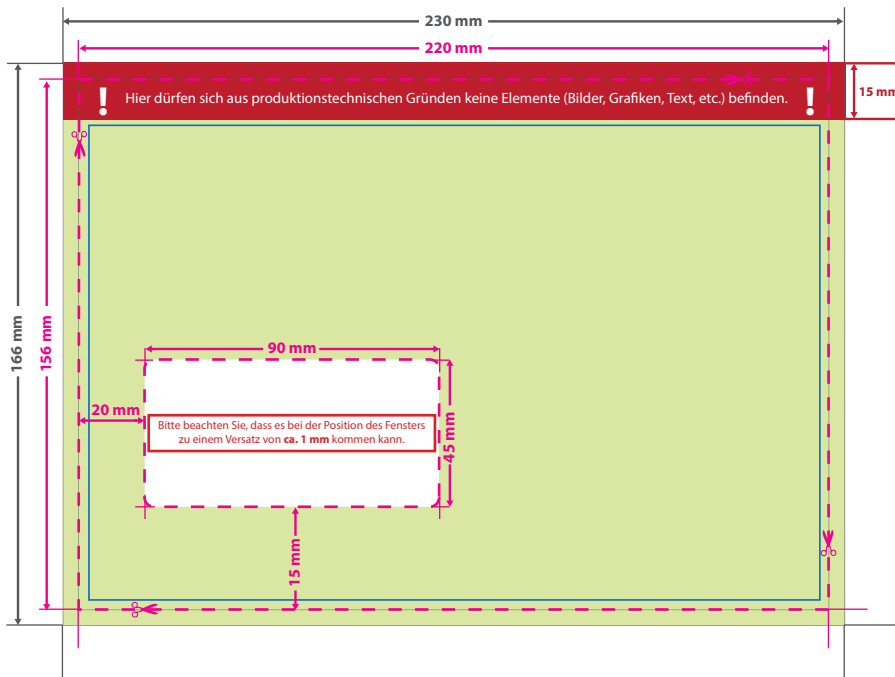 230 mm
220 mm
! Hier dürfen sich aus produktionstechnischen Gründen keine Elemente (Bilder, Grafiken, Text, etc.) befinden. !
15 mm
166 mm
156 mm
90 mm
20 mm
Bitte beachten Sie, dass es bei der Position des Fensters
zu einem Versatz von ca. 1 mm kommen kann.
45 mm
15 mm